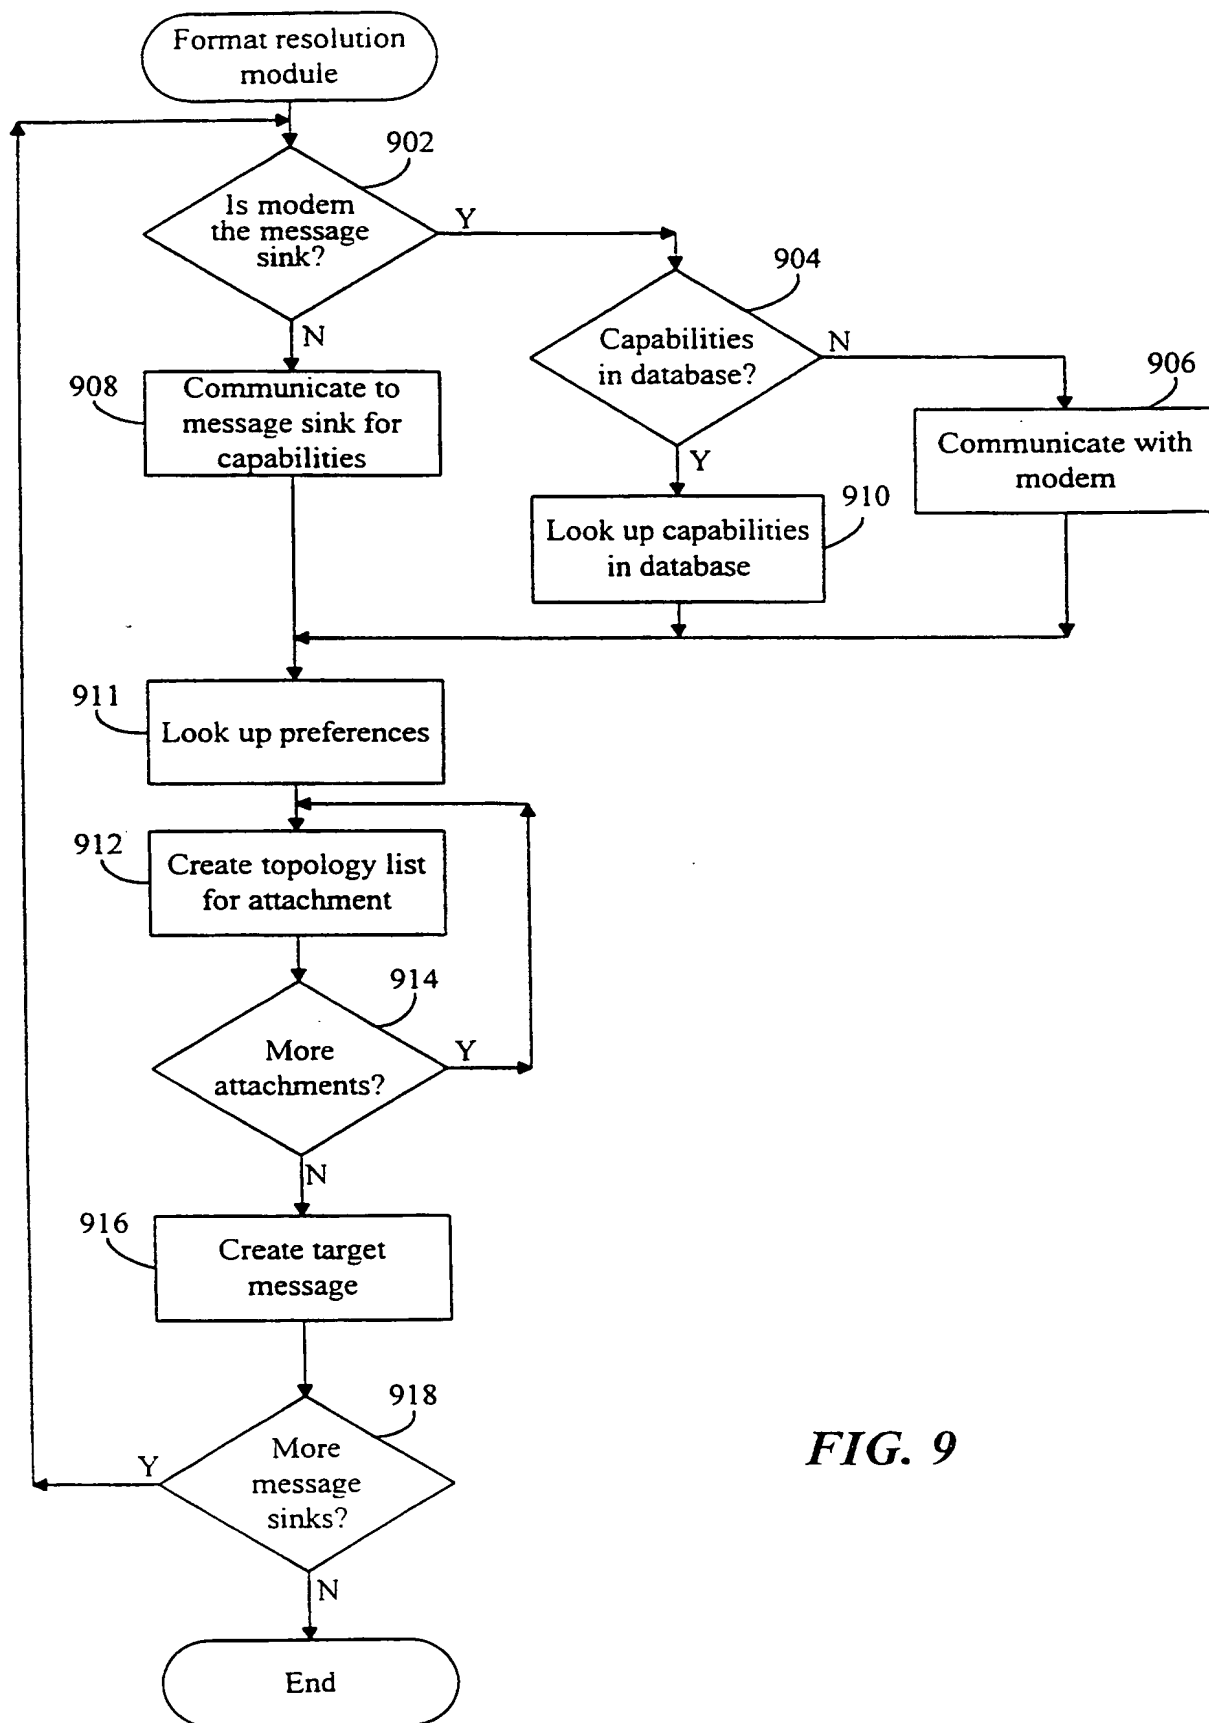 Format resolution
module
902
Is modem
the message
sink?
Y
N
904
Capabilities
in database?
N
Y
906
Communicate with
modem
908
Communicate to
message sink for
capabilities
910
Look up capabilities
in database
911
Look up preferences
912
Create topology list
for attachment
914
More
attachments?
Y
N
916
Create target
message
918
More
message
sinks?
Y
N
End
FIG. 9